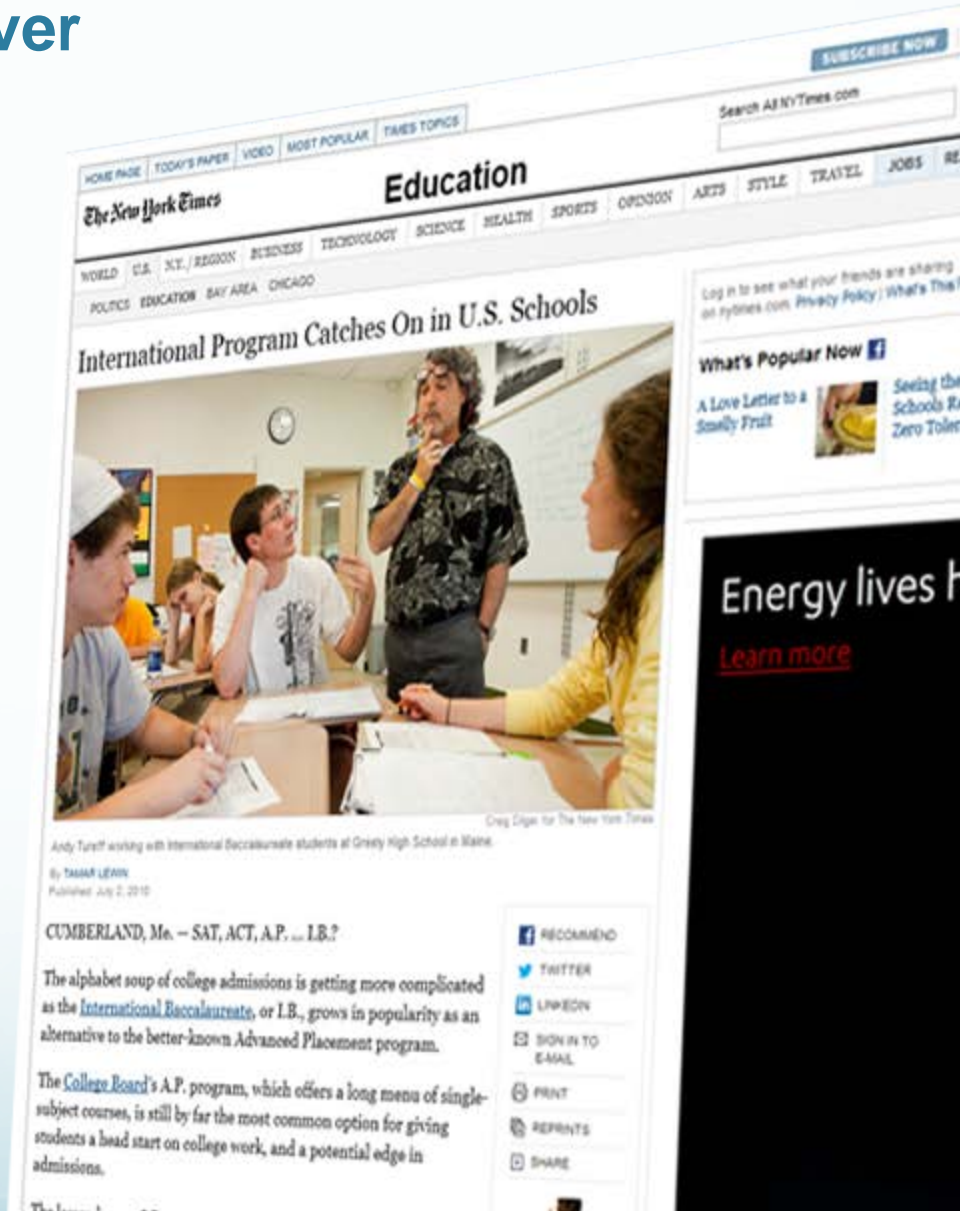 ver
SUBSCRIBE NOW
HOME PAGE TODAY'S PAPER VIDEO MOST POPULAR TIMES TOPICS
Search All NYTimes.com
The New York Times
Education
WORLD U.S. N.Y./REGION BUSINESS TECHNOLOGY SCIENCE HEALTH SPORTS OPINION ARTS STYLE TRAVEL JOBS RE
POLITICS EDUCATION BAY AREA CHICAGO
International Program Catches On in U.S. Schools
Craig Dilger for The New York Times
Andy Tureff working with International Baccalaureate students at Greely High School in Maine.
By TAMAR LEWIN
Published: July 2, 2010
CUMBERLAND, Me. — SAT, ACT, A.P. ... I.B.?
The alphabet soup of college admissions is getting more complicated
as the International Baccalaureate, or I.B., grows in popularity as an
alternative to the better-known Advanced Placement program.
The College Board's A.P. program, which offers a long menu of single-
subject courses, is still by far the most common option for giving
students a head start on college work, and a potential edge in
admissions.
RECOMMEND
TWITTER
LINKEDIN
SIGN IN TO
E-MAIL
PRINT
REPRINTS
SHARE
Log in to see what your friends are sharing
on nytimes.com. Privacy Policy | What's This?
What's Popular Now
A Love Letter to a
Smelly Fruit
Seeing the
Schools Re
Zero Toler
Energy lives h
Learn more